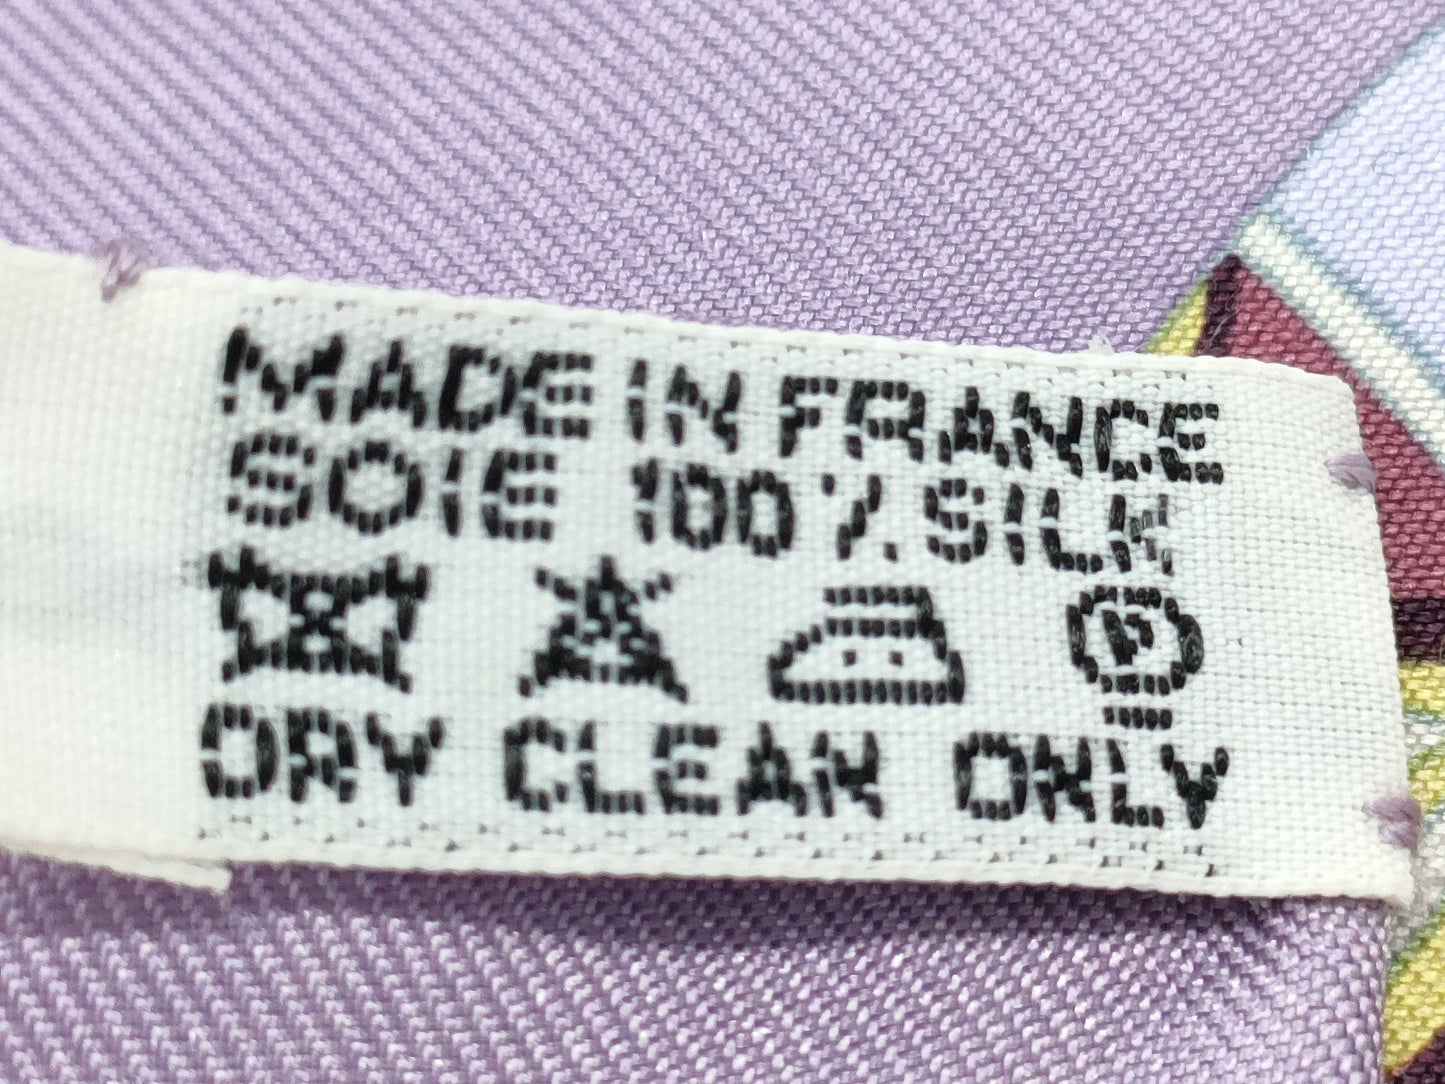 MADE IN FRANCE
SOIE 100% SILK
P
DRY CLEAN ONLY